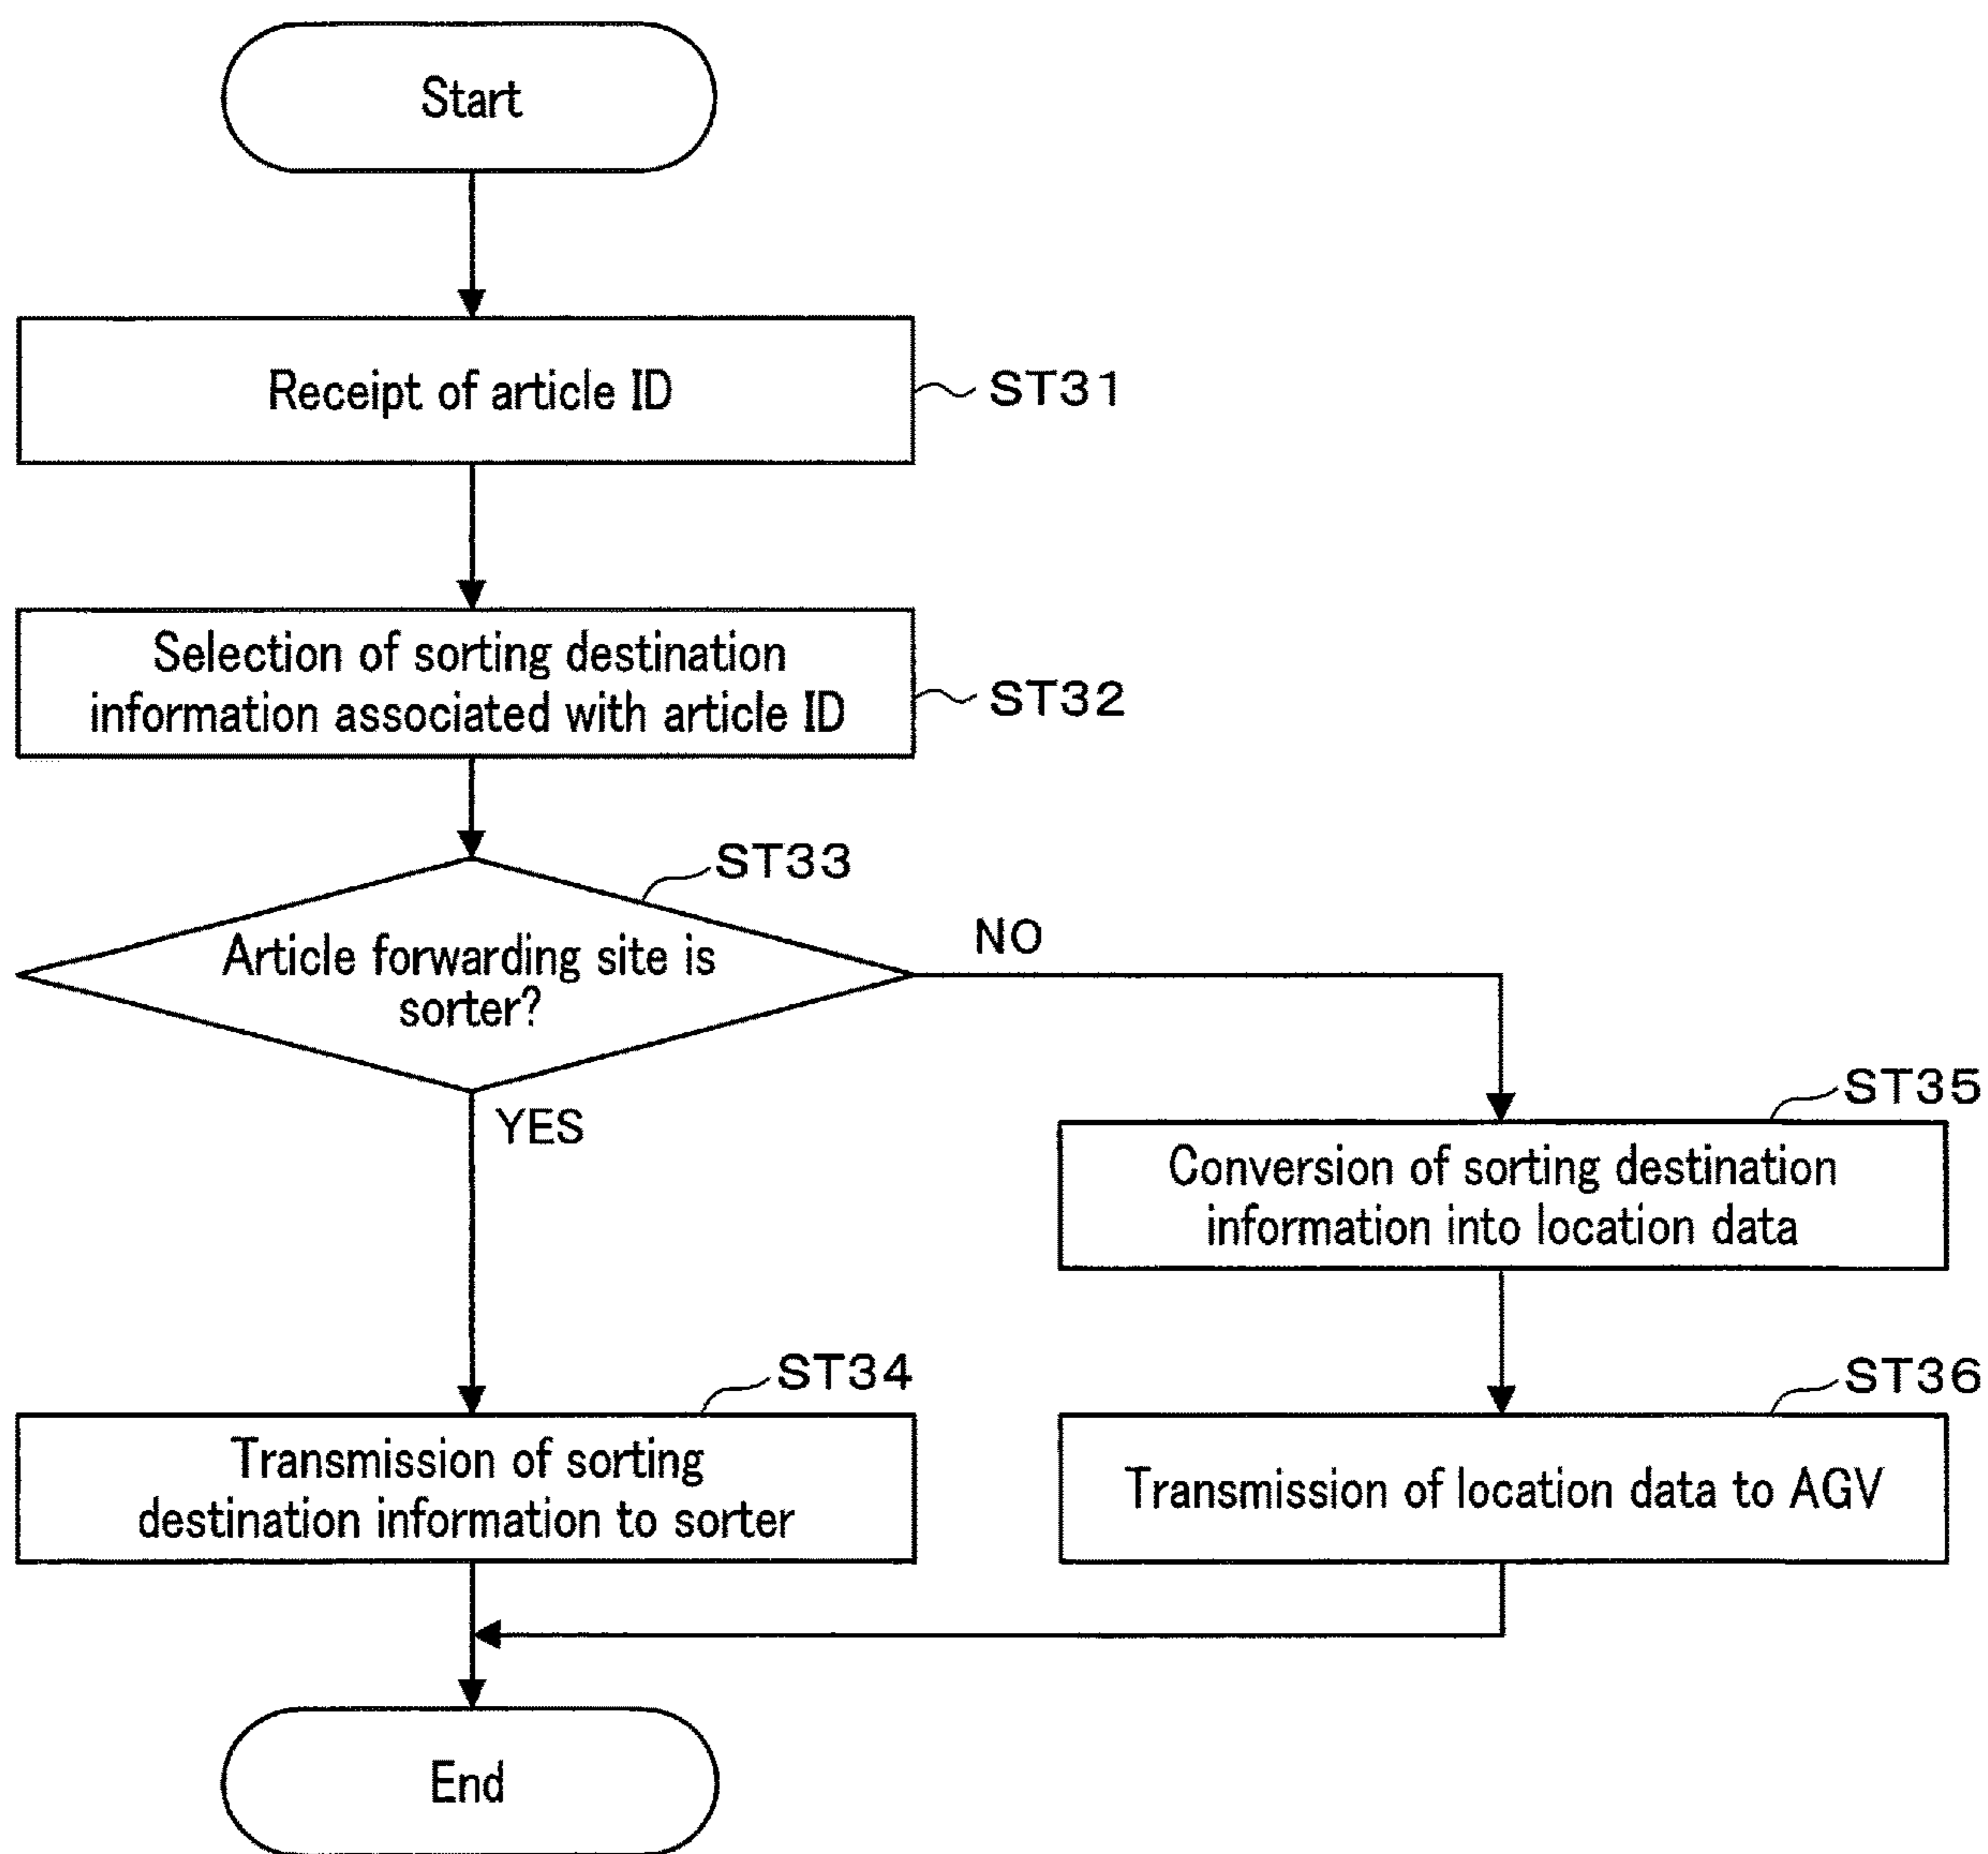 Start
Receipt of article ID
ST31
Selection of sorting destination
information associated with article ID
ST32
ST33
Article forwarding site is
sorter?
NO
YES
ST35
Conversion of sorting destination
information into location data
ST34
Transmission of sorting
destination information to sorter
ST36
Transmission of location data to AGV
End